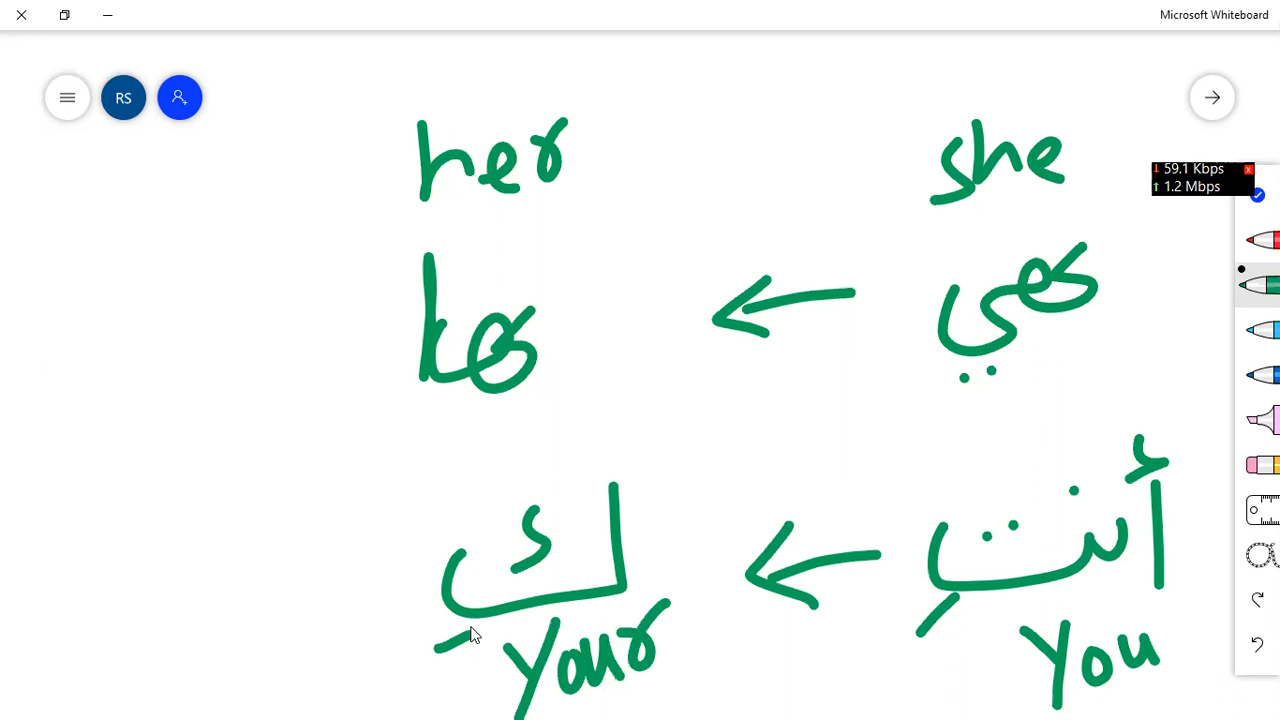 Microsoft Whiteboard
RS
59.1 Kbps
1.2 Mbps
her she
ها ← هي
أنتِ ← كِ
your You